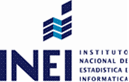 INEI
INSTITUTO
NACIONAL DE
ESTADISTICA E
INFORMATICA